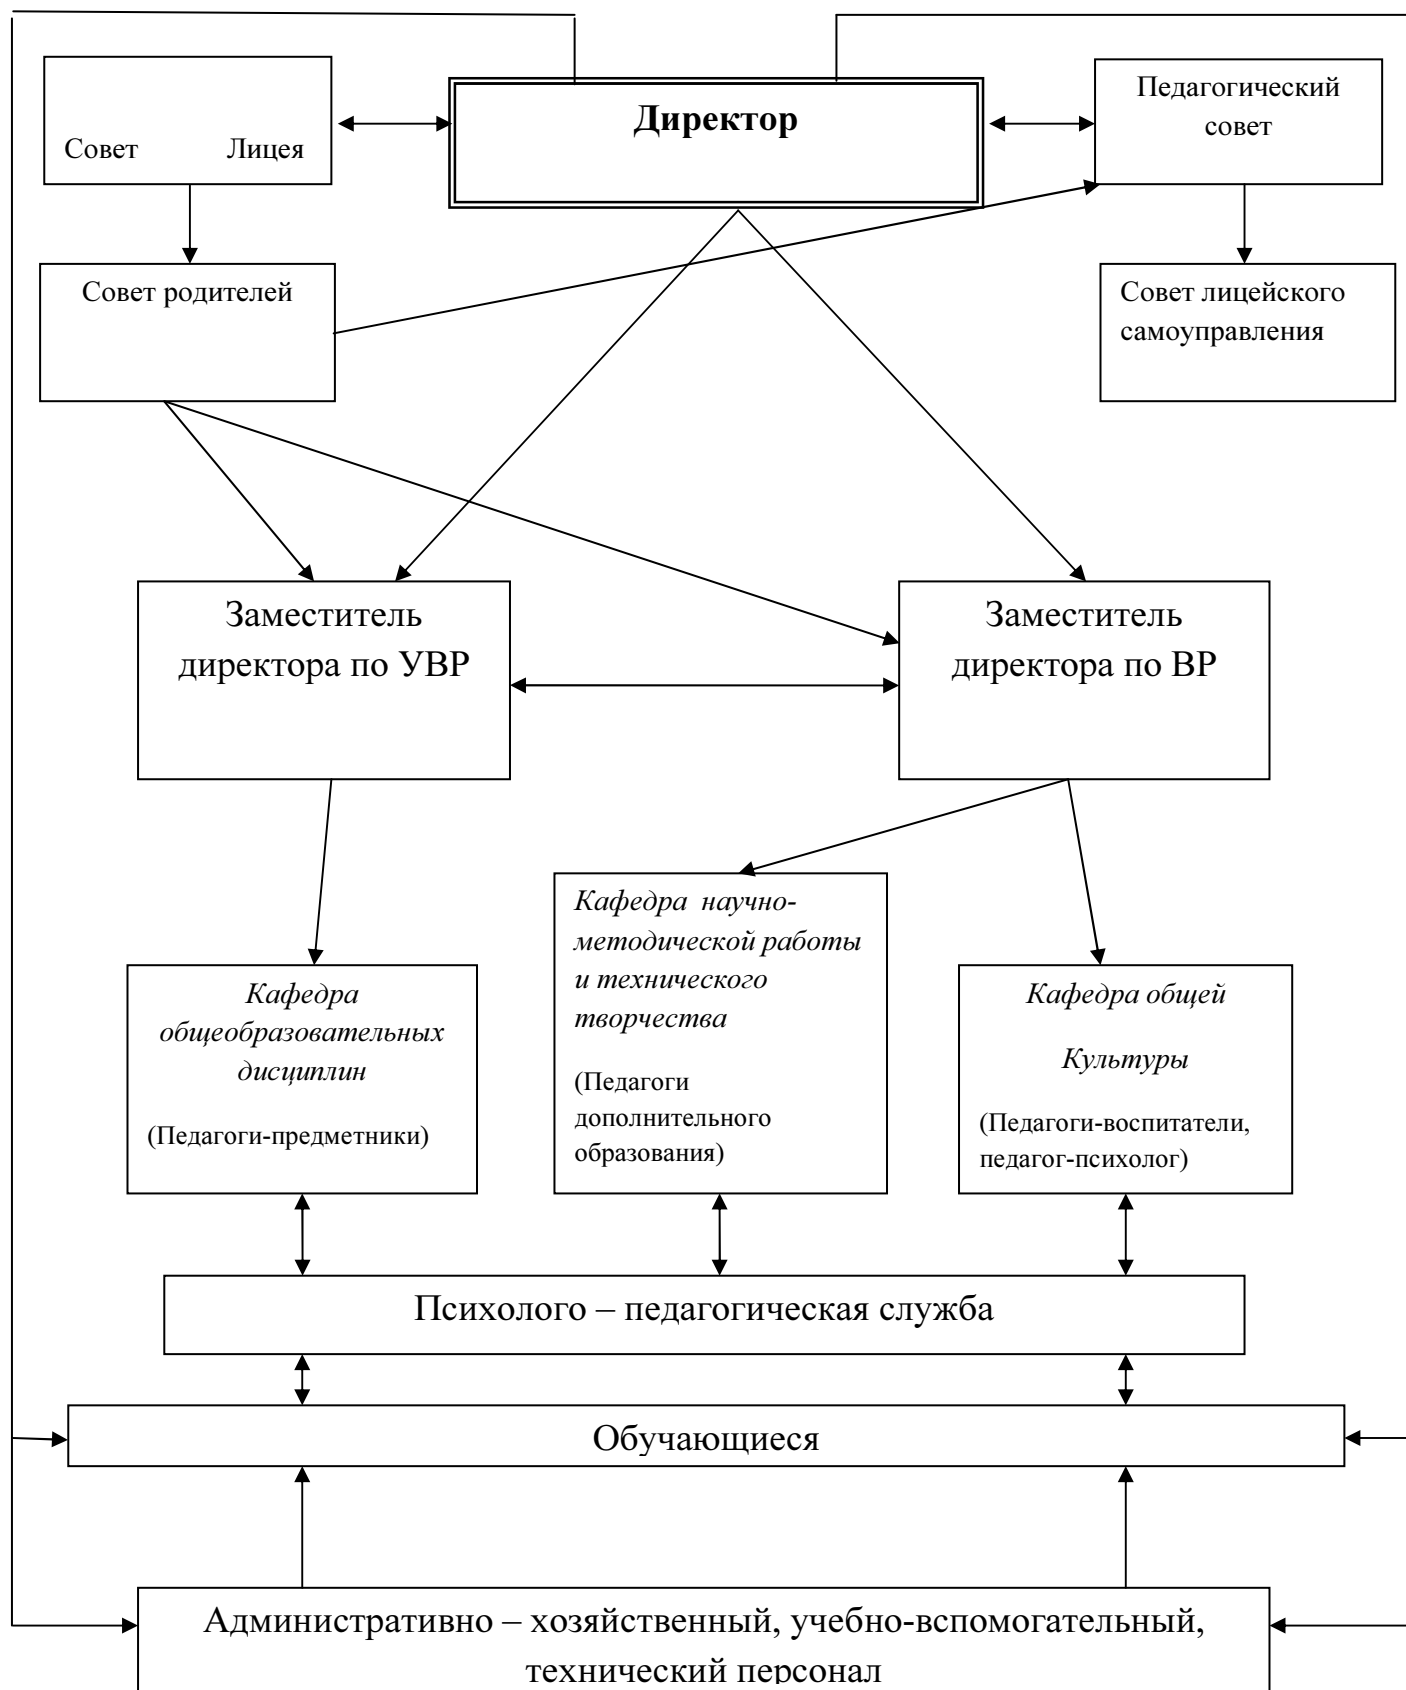 Директор
Педагогический
совет
Совет Лицея
Совет родителей
Совет лицейского
самоуправления
Заместитель
директора по УВР
Заместитель
директора по ВР
Кафедра научно-
методической работы
и технического
творчества
(Педагоги
дополнительного
образования)
Кафедра
общеобразовательных
дисциплин
(Педагоги-предметники)
Кафедра общей
Культуры
(Педагоги-воспитатели,
педагог-психолог)
Психолого – педагогическая служба
Обучающиеся
Административно – хозяйственный, учебно-вспомогательный,
технический персонал